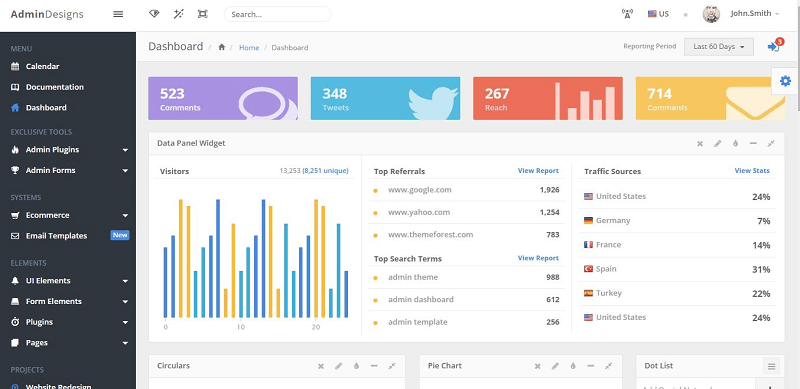 AdminDesigns
Search...
US
John.Smith
MENU
Calendar
Documentation
Dashboard
EXCLUSIVE TOOLS
Admin Plugins
Admin Forms
SYSTEMS
Ecommerce
Email Templates New
ELEMENTS
UI Elements
Form Elements
Plugins
Pages
PROJECTS
Website Redesign
Dashboard / / Home / Dashboard
Reporting Period Last 60 Days 3
523
Comments
348
Tweets
267
Reach
714
Comments
Data Panel Widget
Visitors 13,253 (8,251 unique)
0 10 20
Top Referrals View Report
www.google.com 1,926
www.yahoo.com 1,254
www.themeforest.com 783
Top Search Terms View Report
admin theme 988
admin dashboard 612
admin template 256
Traffic Sources View Stats
United States 24%
Germany 7%
France 14%
Spain 31%
Turkey 22%
United States 24%
Circulars
Pie Chart
Dot List